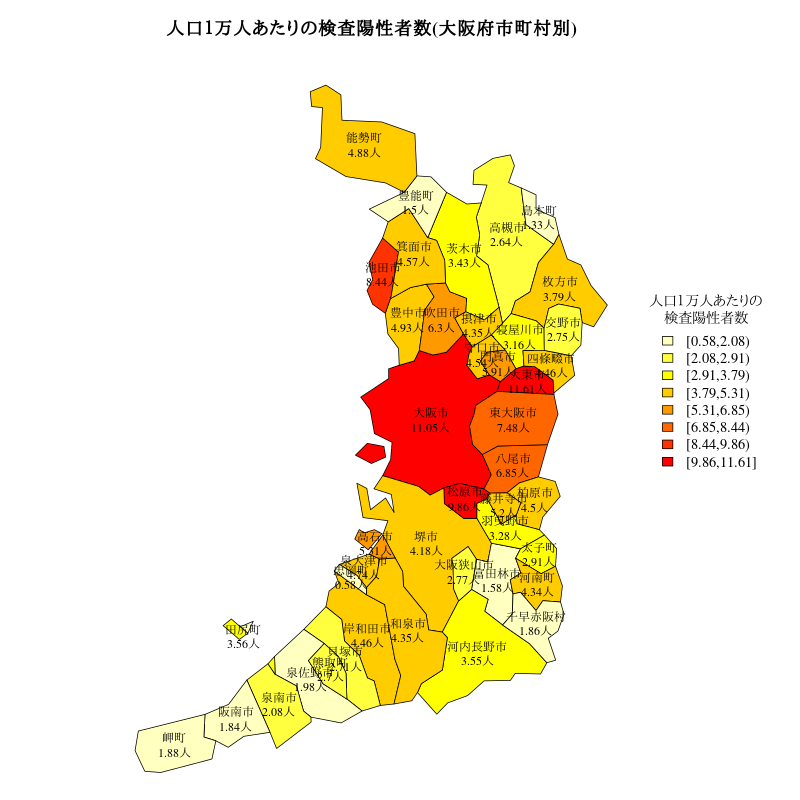 人口1万人あたりの検査陽性者数(大阪府市町村別)
能勢町
4.88人
豊能町
1.5人
島本町
1.33人
高槻市
2.64人
箕面市
4.57人
茨木市
3.43人
池田市
8.44人
枚方市
3.79人
豊中市
4.93人
吹田市
6.3人
摂津市
4.35人
寝屋川市
3.16人
交野市
2.75人
守口市
4.54人
門真市
5.91人
四條畷市
4.46人
大東市
11.61人
大阪市
11.05人
東大阪市
7.48人
八尾市
6.85人
松原市
9.86人
藤井寺市
5.2人
柏原市
4.5人
羽曳野市
3.28人
高石市
5.31人
堺市
4.18人
太子町
2.91人
泉大津市
4.74人
忠岡町
0.58人
大阪狭山市
2.77人
富田林市
1.58人
河南町
4.34人
千早赤阪村
1.86人
田尻町
3.56人
岸和田市
4.46人
和泉市
4.35人
河内長野市
3.55人
貝塚市
2.71人
熊取町
2.7人
泉佐野市
1.98人
泉南市
2.08人
阪南市
1.84人
岬町
1.88人
人口1万人あたりの
検査陽性者数
[0.58,2.08)
[2.08,2.91)
[2.91,3.79)
[3.79,5.31)
[5.31,6.85)
[6.85,8.44)
[8.44,9.86)
[9.86,11.61]